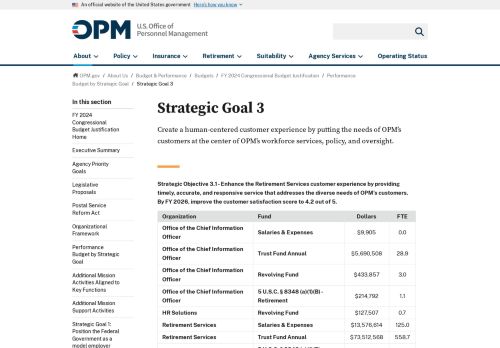 An official website of the United States government Here's how you know
OPM U.S. Office of
Personnel Management
About Policy Insurance Retirement Suitability Agency Services Operating Status
OPM.gov / About Us / Budget & Performance / Budgets / FY 2024 Congressional Budget Justification / Performance
Budget by Strategic Goal / Strategic Goal 3
In this section
FY 2024
Congressional
Budget Justification
Home
Executive Summary
Agency Priority
Goals
Legislative
Proposals
Postal Service
Reform Act
Organizational
Framework
Performance
Budget by Strategic
Goal
Additional Mission
Activities Aligned to
Key Functions
Additional Mission
Support Activities
Strategic Goal 1:
Position the Federal
Government as a
model employer
Strategic Goal 3
Create a human-centered customer experience by putting the needs of OPM's
customers at the center of OPM's workforce services, policy, and oversight.
Strategic Objective 3.1 - Enhance the Retirement Services customer experience by providing
timely, accurate, and responsive service that addresses the diverse needs of OPM's customers.
By FY 2026, improve the customer satisfaction score to 4.2 out of 5.
Organization Fund Dollars FTE
Office of the Chief Information
Officer Salaries & Expenses $9,905 0.0
Office of the Chief Information
Officer Trust Fund Annual $5,690,508 28.9
Office of the Chief Information
Officer Revolving Fund $433,857 3.0
Office of the Chief Information
Officer 5 U.S.C. § 8348 (a)(1)(B) -
Retirement $214,792 1.1
HR Solutions Revolving Fund $127,507 0.7
Retirement Services Salaries & Expenses $13,576,614 125.0
Retirement Services Trust Fund Annual $73,512,568 558.7